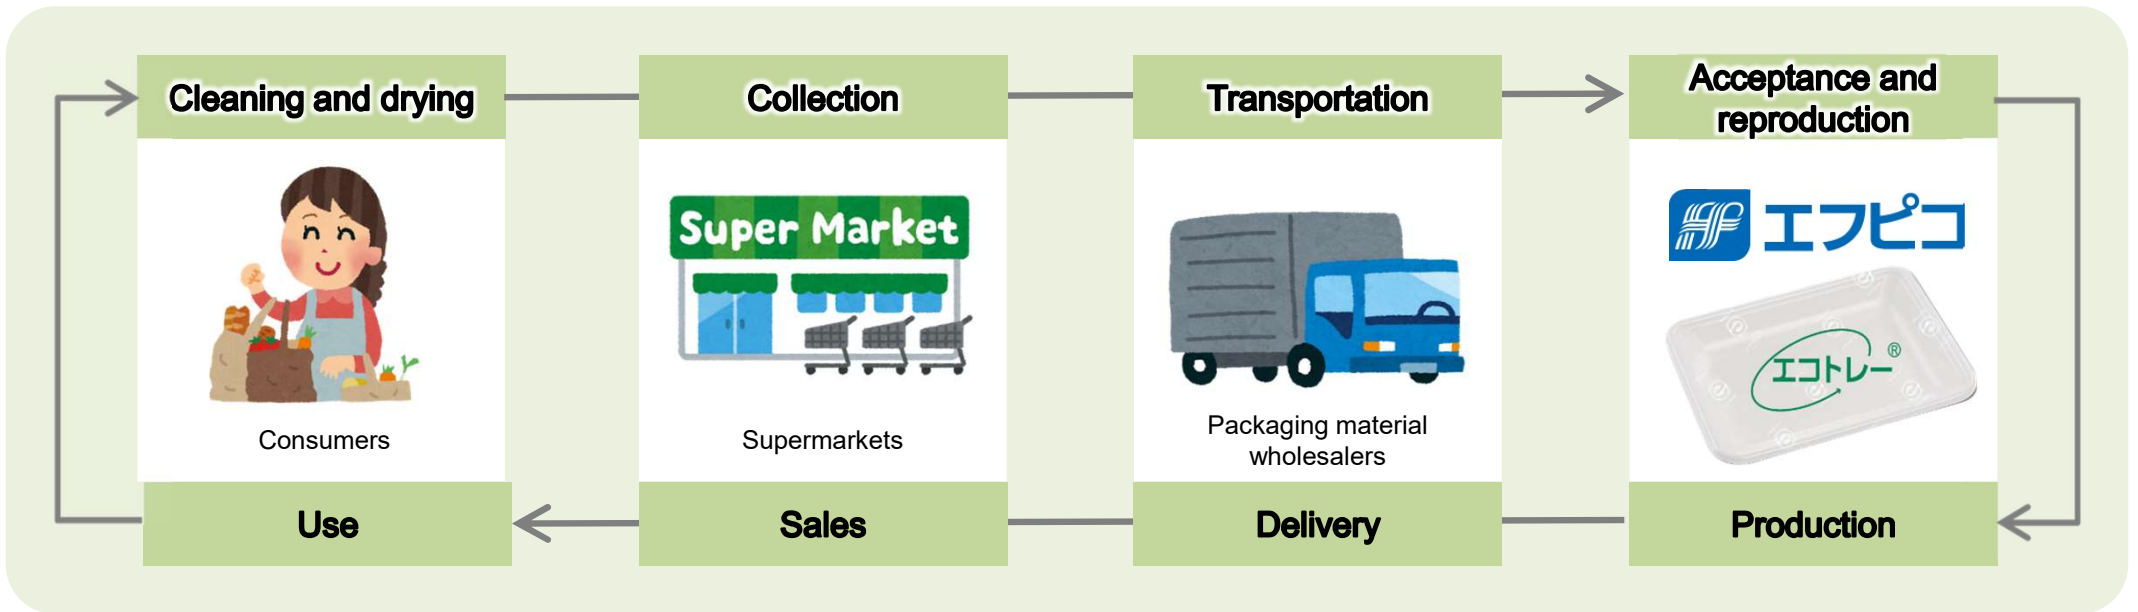 Cleaning and drying
Collection
Transportation
Acceptance and
reproduction
Super Market
エフピコ
エコトレー®
Consumers
Supermarkets
Packaging material
wholesalers
Use
Sales
Delivery
Production